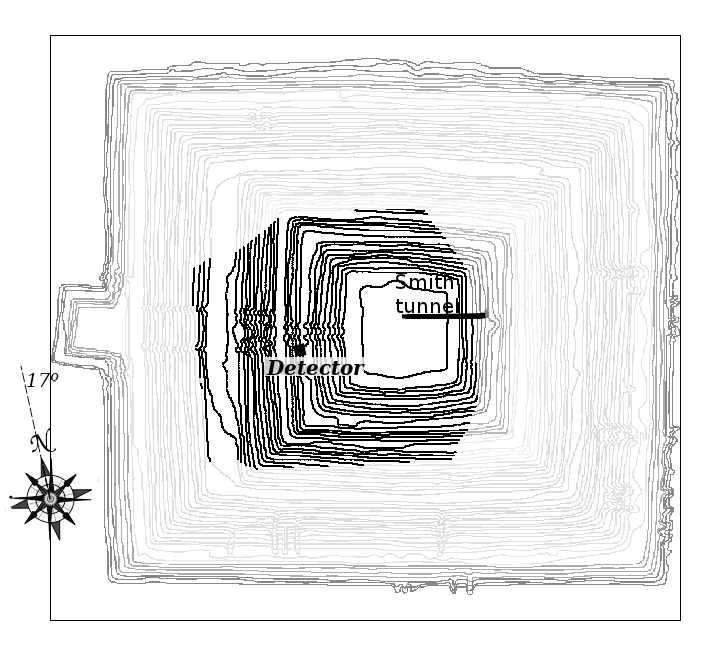 Smith
tunnel
Detector
17º
N